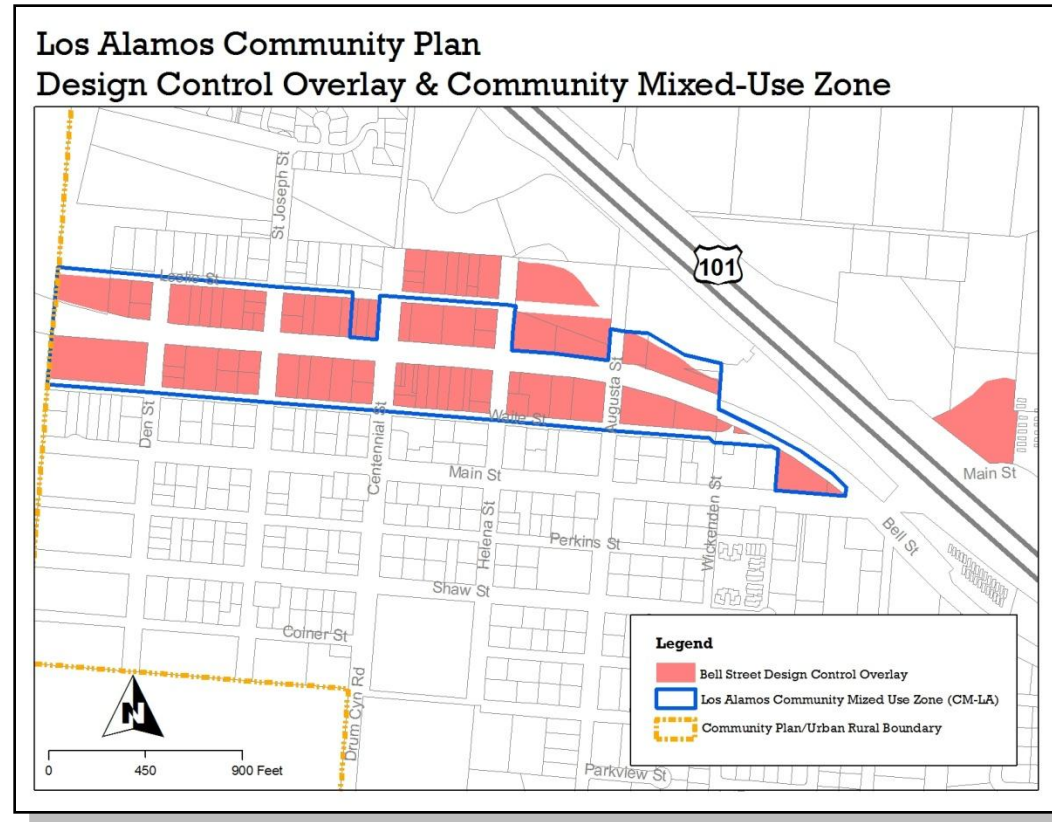 Los Alamos Community Plan
Design Control Overlay & Community Mixed-Use Zone
St Joseph St
Leslie St
101
Augusta St
Waite St
Den St
Centennial St
Main St
Main St
Helena St
Wickenden St
Perkins St
Bell St
Shaw St
Coiner St
Drum Cyn Rd
Parkview St
N
0 450 900 Feet
Legend
Bell Street Design Control Overlay
Los Alamos Community Mized Use Zone (CM-LA)
Community Plan/Urban Rural Boundary